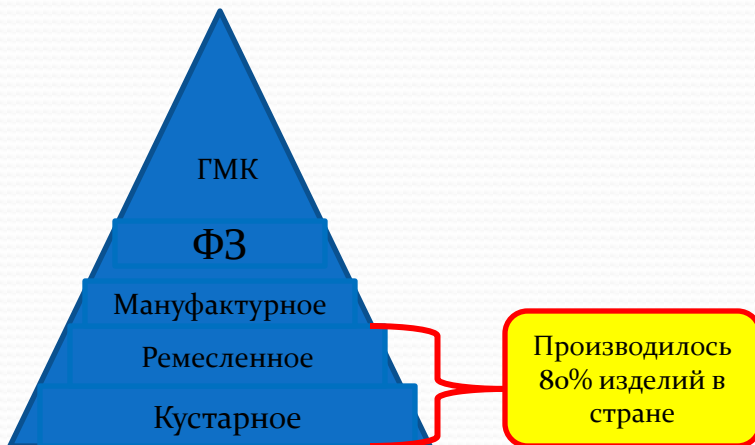 ГМК
ФЗ
Мануфактурное
Ремесленное
Кустарное
Производилось
80% изделий в
стране